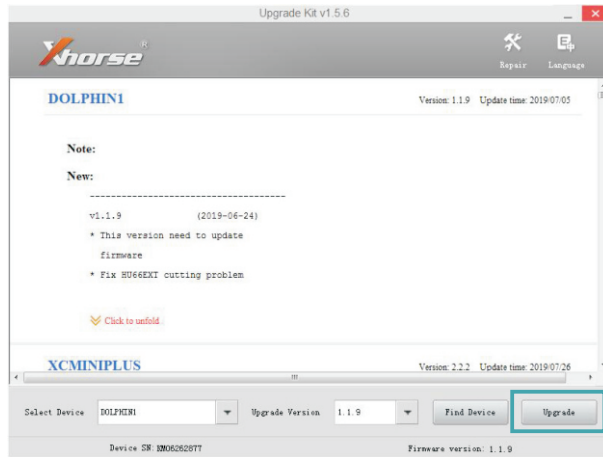 Upgrade Kit v1.5.6
Xhorse®
Repair
Language
DOLPHIN1
Version: 1.1.9 Update time: 2019/07/05
Note:
New:
-------------------------------------
v1.1.9 (2019-06-24)
* This version need to update
firmware
* Fix HU66EXT cutting problem
Click to unfold
XCMINIPLUS
Version: 2.2.2 Update time: 2019/07/26
Select Device DOLPHIN1 Upgrade Version 1.1.9 Find Device Upgrade
Device SN: XM06262877 Firmware version: 1.1.9